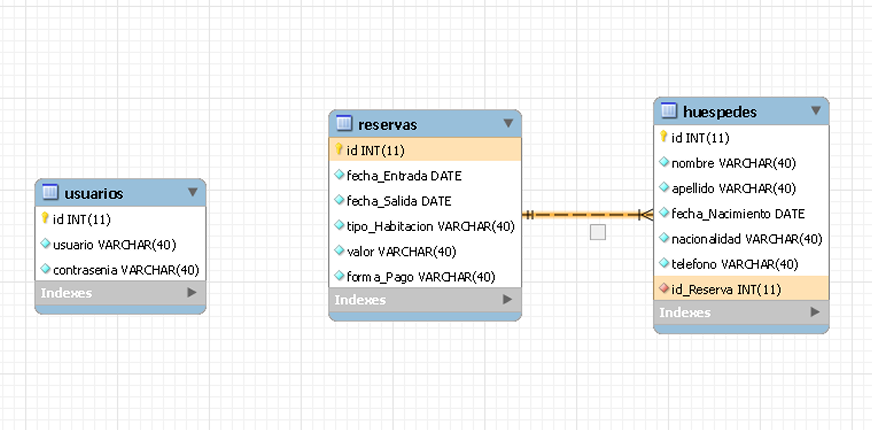 usuarios
id INT(11)
usuario VARCHAR(40)
contrasenia VARCHAR(40)
Indexes
reservas
id INT(11)
fecha_Entrada DATE
fecha_Salida DATE
tipo_Habitacion VARCHAR(40)
valor VARCHAR(40)
forma_Pago VARCHAR(40)
Indexes
huespedes
id INT(11)
nombre VARCHAR(40)
apellido VARCHAR(40)
fecha_Nacimiento DATE
nacionalidad VARCHAR(40)
telefono VARCHAR(40)
id_Reserva INT(11)
Indexes